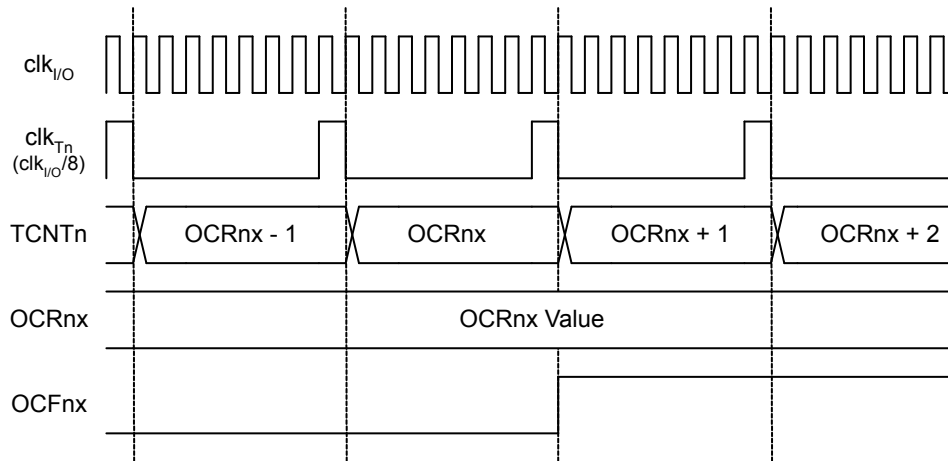 clkI/O
clkTn
(clkI/O/8)
TCNTn OCRnx - 1 OCRnx OCRnx + 1 OCRnx + 2
OCRnx OCRnx Value
OCFnx